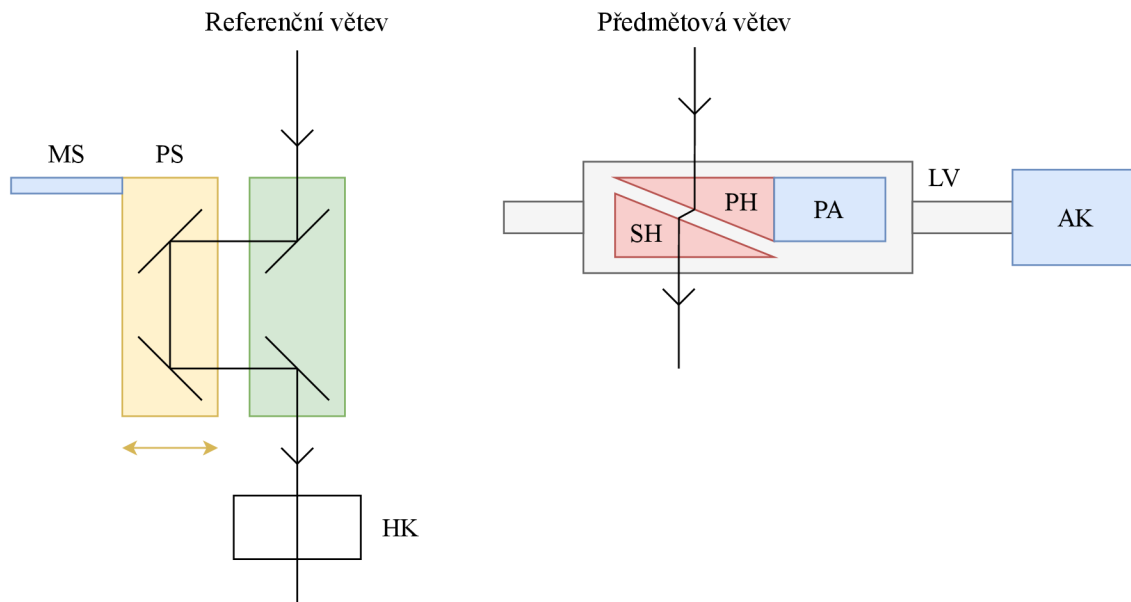 Referenční větev
Předmětová větev
MS
PS
LV
PH
PA
AK
SH
HK